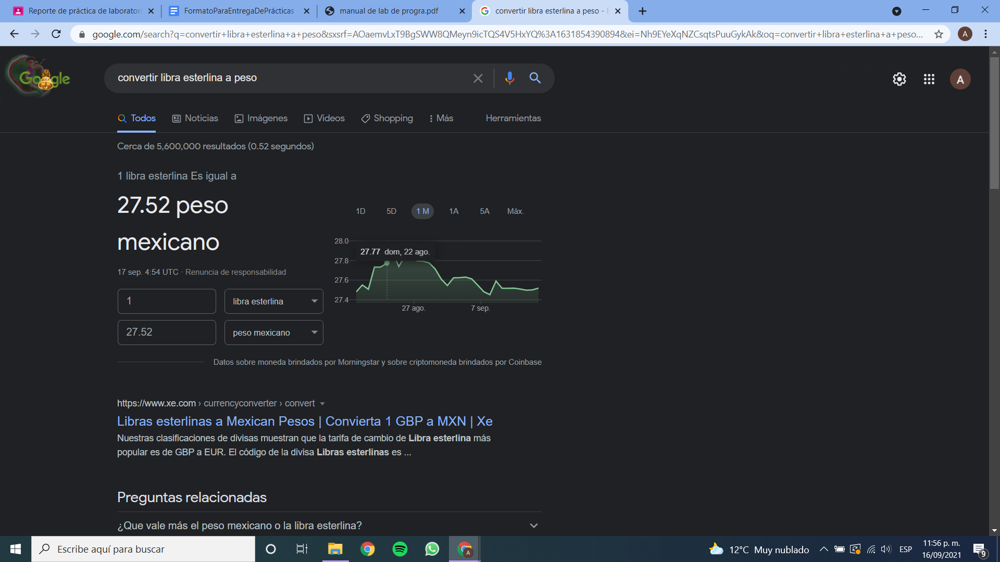 Reporte de práctica de laboratori
FormatoParaEntregaDePrácticas
manual de lab de progra.pdf
convertir libra esterlina a peso -
google.com/search?q=convertir+libra+esterlina+a+peso&sxsrf=AOaemvLxT9BgSWW8QMeyn9icTQS4V5HxYQ%3A1631854390894&ei=Nh9EYeXqNZCsqtsPuuGykAk&oq=convertir+libra+esterlina+a+peso...
A
Google
convertir libra esterlina a peso
A
Todos
Noticias
Imágenes
Videos
Shopping
Más
Herramientas
Cerca de 5,600,000 resultados (0.52 segundos)
1 libra esterlina Es igual a
27.52 peso
mexicano
17 sep. 4:54 UTC · Renuncia de responsabilidad
1
libra esterlina
27.52
peso mexicano
1D
5D
1 M
1A
5A
Máx.
28.0
27.77 dom, 22 ago.
27.8
27.6
27.4
27 ago.
7 sep.
Datos sobre moneda brindados por Morningstar y sobre criptomoneda brindados por Coinbase
https://www.xe.com › currencyconverter › convert
Libras esterlinas a Mexican Pesos | Convierta 1 GBP a MXN | Xe
Nuestras clasificaciones de divisas muestran que la tarifa de cambio de Libra esterlina más
popular es de GBP a EUR. El código de la divisa Libras esterlinas es ...
Preguntas relacionadas
¿Que vale más el peso mexicano o la libra esterlina?
Escribe aquí para buscar
A
12°C Muy nublado
ESP
11:56 p. m.
16/09/2021
9